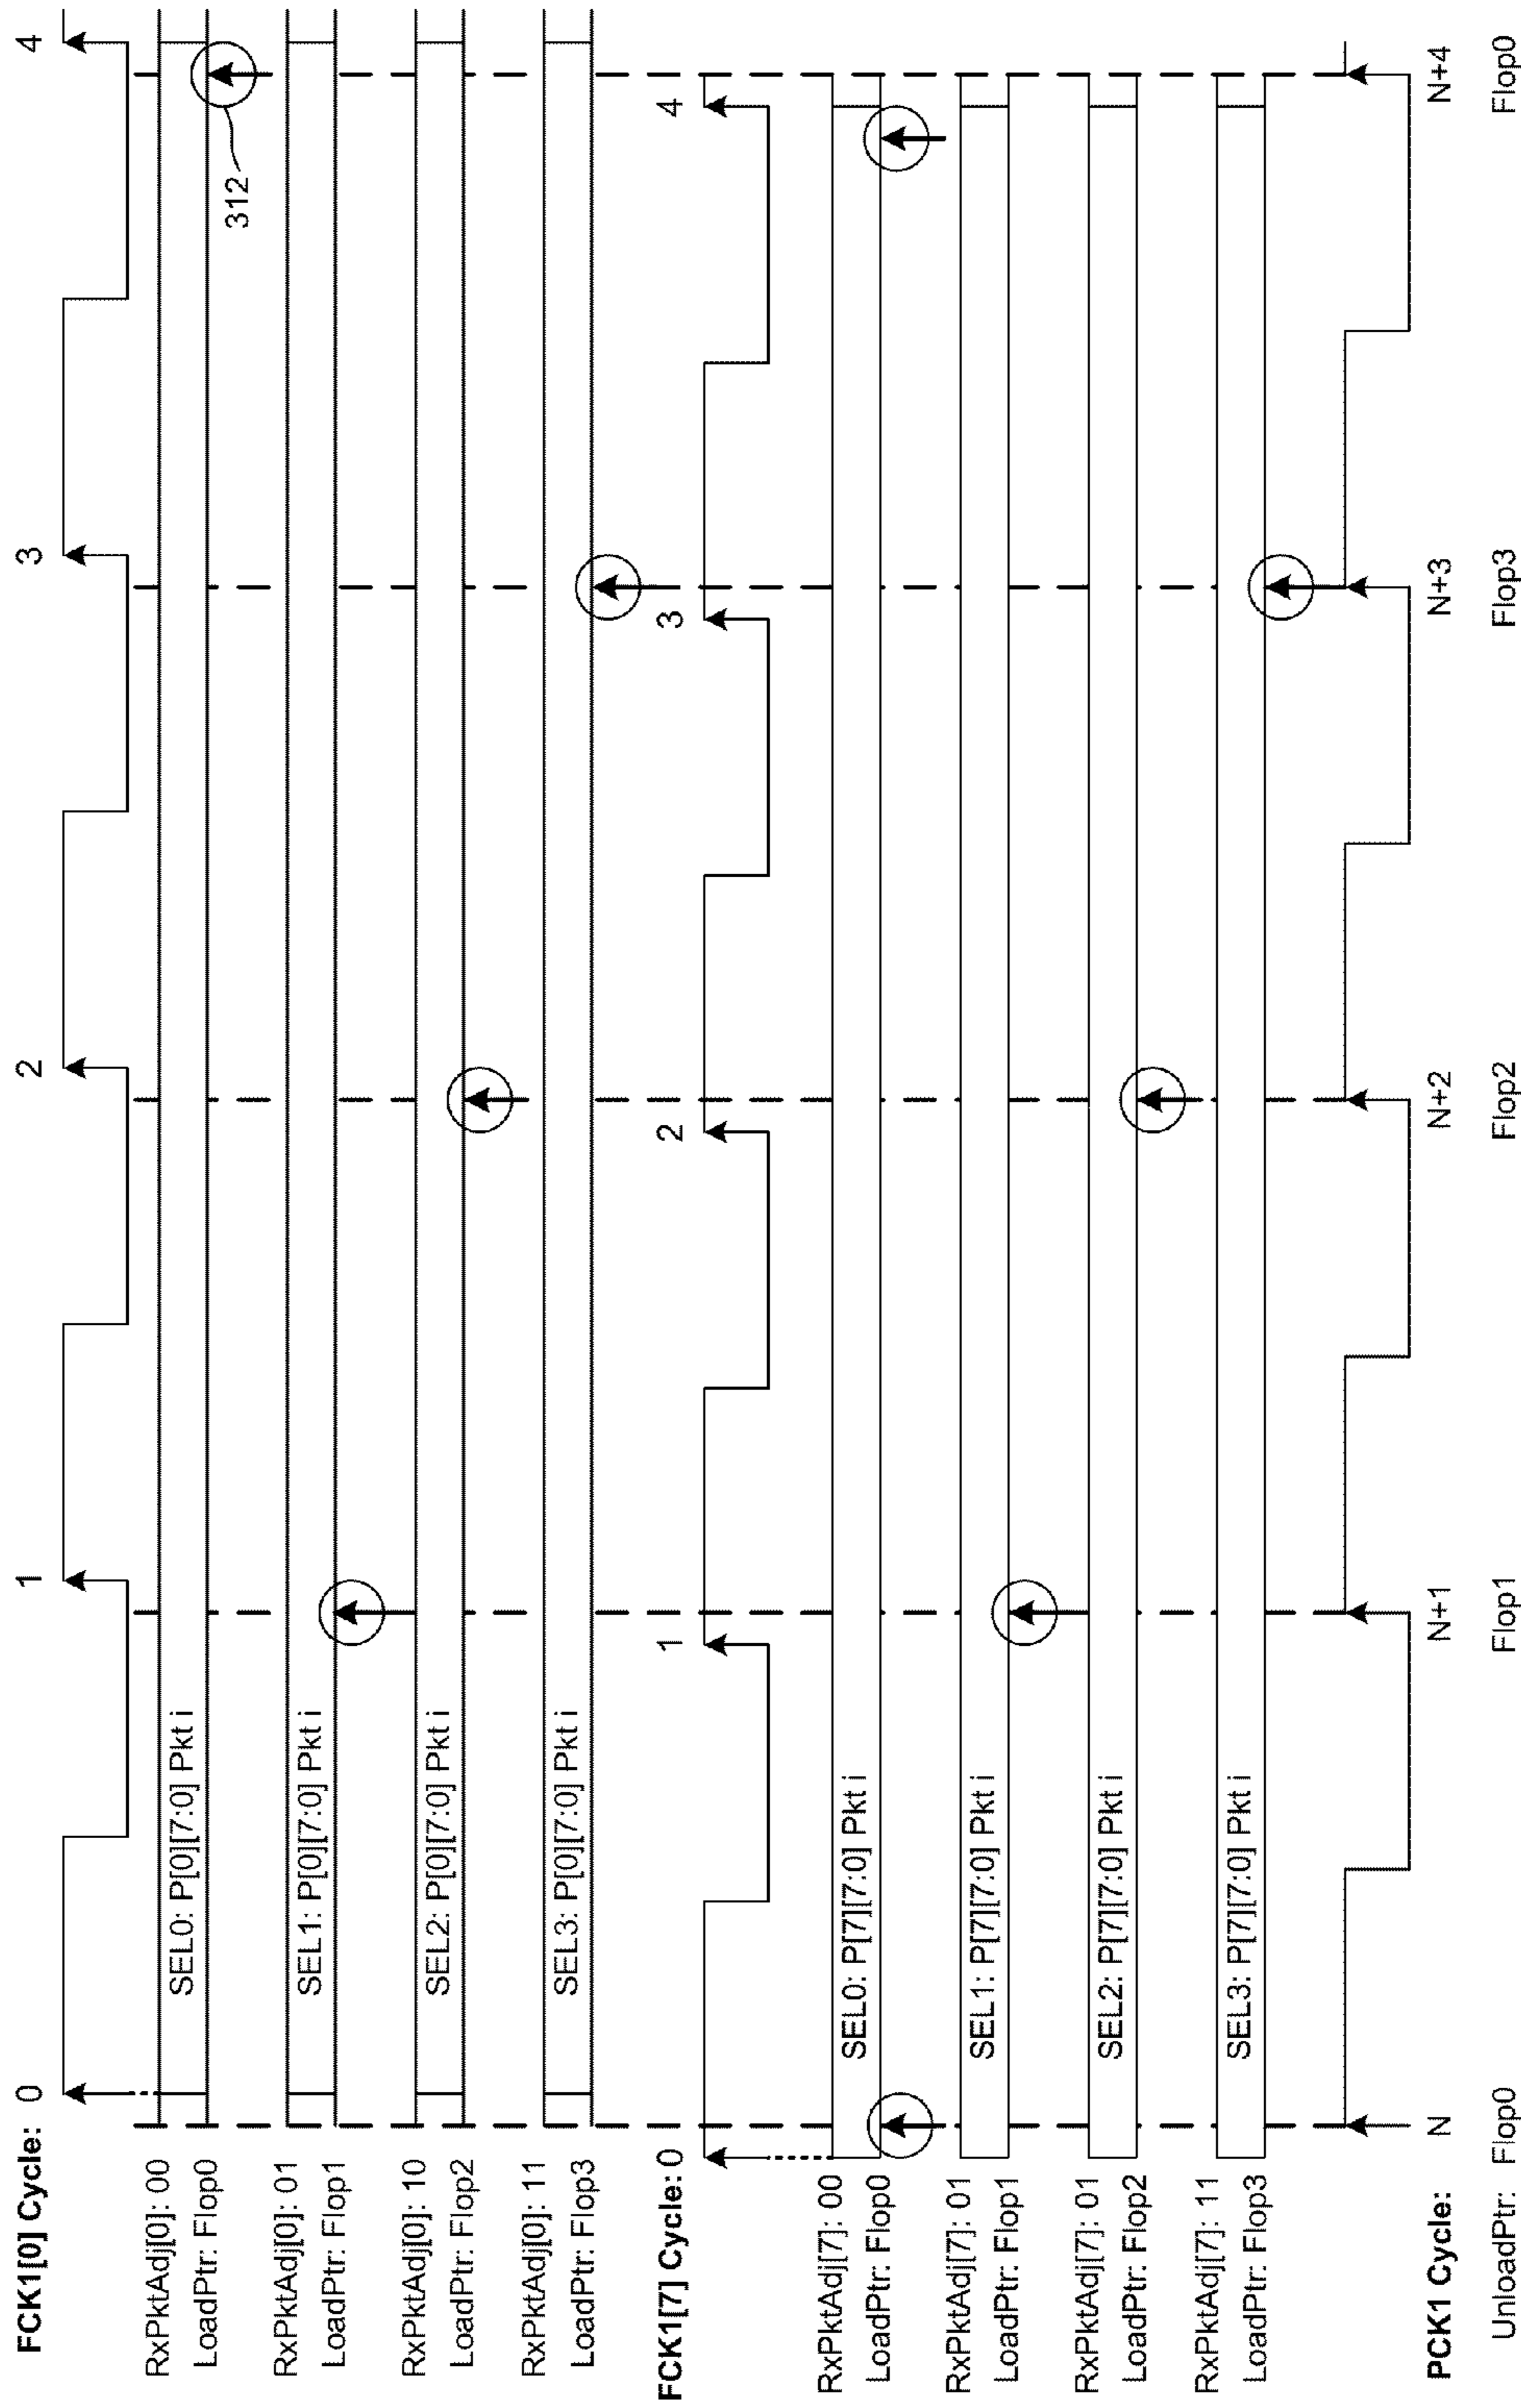 FCK1[0] Cycle: 0 1 2 3 4
RxPktAdj[0]: 00
LoadPtr: Flop0
SEL0: P[0][7:0] Pkt i
312
RxPktAdj[0]: 01
LoadPtr: Flop1
SEL1: P[0][7:0] Pkt i
RxPktAdj[0]: 10
LoadPtr: Flop2
SEL2: P[0][7:0] Pkt i
RxPktAdj[0]: 11
LoadPtr: Flop3
SEL3: P[0][7:0] Pkt i
FCK1[7] Cycle: 0 1 2 3 4
RxPktAdj[7]: 00
LoadPtr: Flop0
SEL0: P[7][7:0] Pkt i
RxPktAdj[7]: 01
LoadPtr: Flop1
SEL1: P[7][7:0] Pkt i
RxPktAdj[7]: 01
LoadPtr: Flop2
SEL2: P[7][7:0] Pkt i
RxPktAdj[7]: 11
LoadPtr: Flop3
SEL3: P[7][7:0] Pkt i
PCK1 Cycle: N N+1 N+2 N+3 N+4
UnloadPtr: Flop0 Flop1 Flop2 Flop3 Flop0